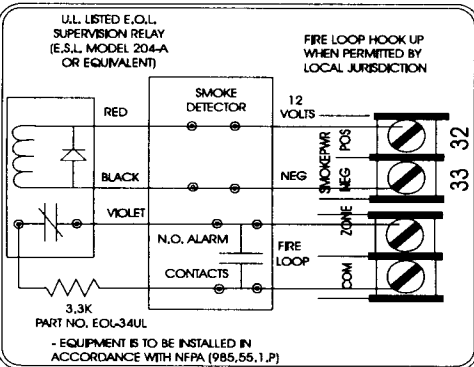 U.L. LISTED E.O.L.
SUPERVISION RELAY
(E.S.L. MODEL 204-A
OR EQUIVALENT)
FIRE LOOP HOOK UP
WHEN PERMITTED BY
LOCAL JURISDICTION
SMOKE
DETECTOR
RED
12
VOLTS
BLACK
NEG
VIOLET
N.O. ALARM
CONTACTS
FIRE
LOOP
SMOKEPWR
POS
NEG
ZONE
COM
32
33
3.3K
PART NO. EOL-34UL
- EQUIPMENT IS TO BE INSTALLED IN
ACCORDANCE WITH NFPA (985,55,1,P)